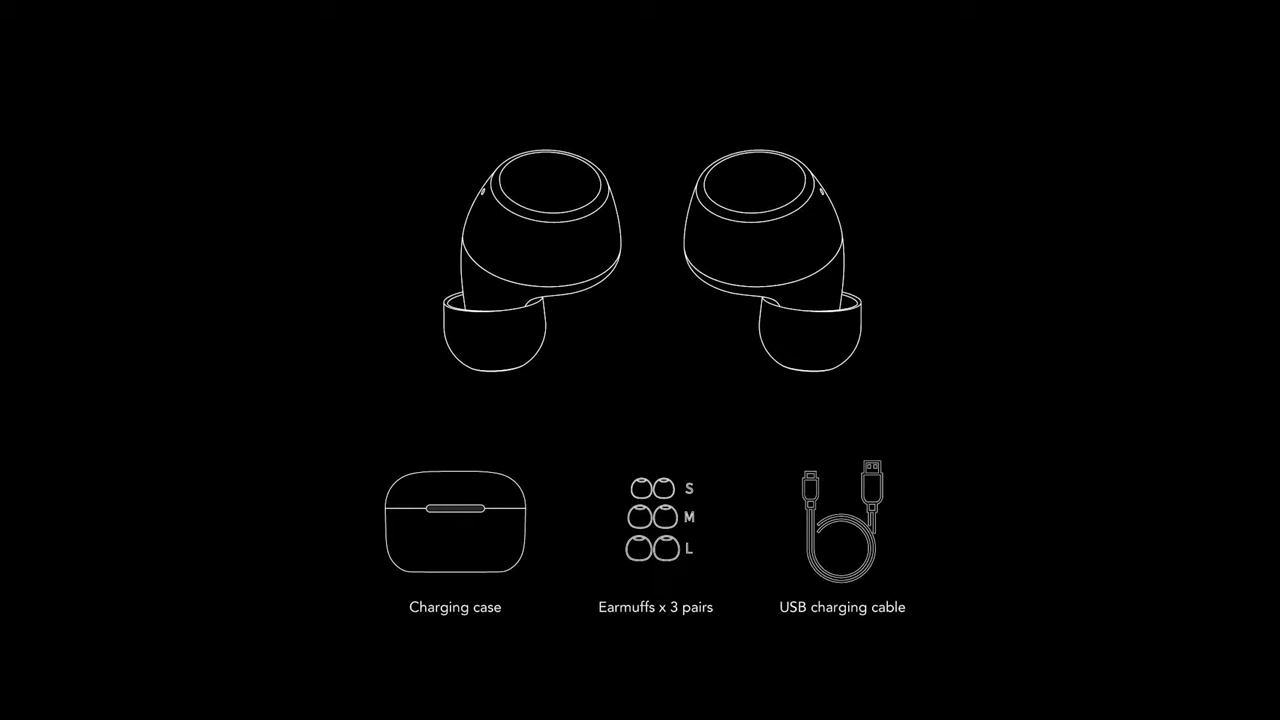 S
M
L
Charging case
Earmuffs x 3 pairs
USB charging cable